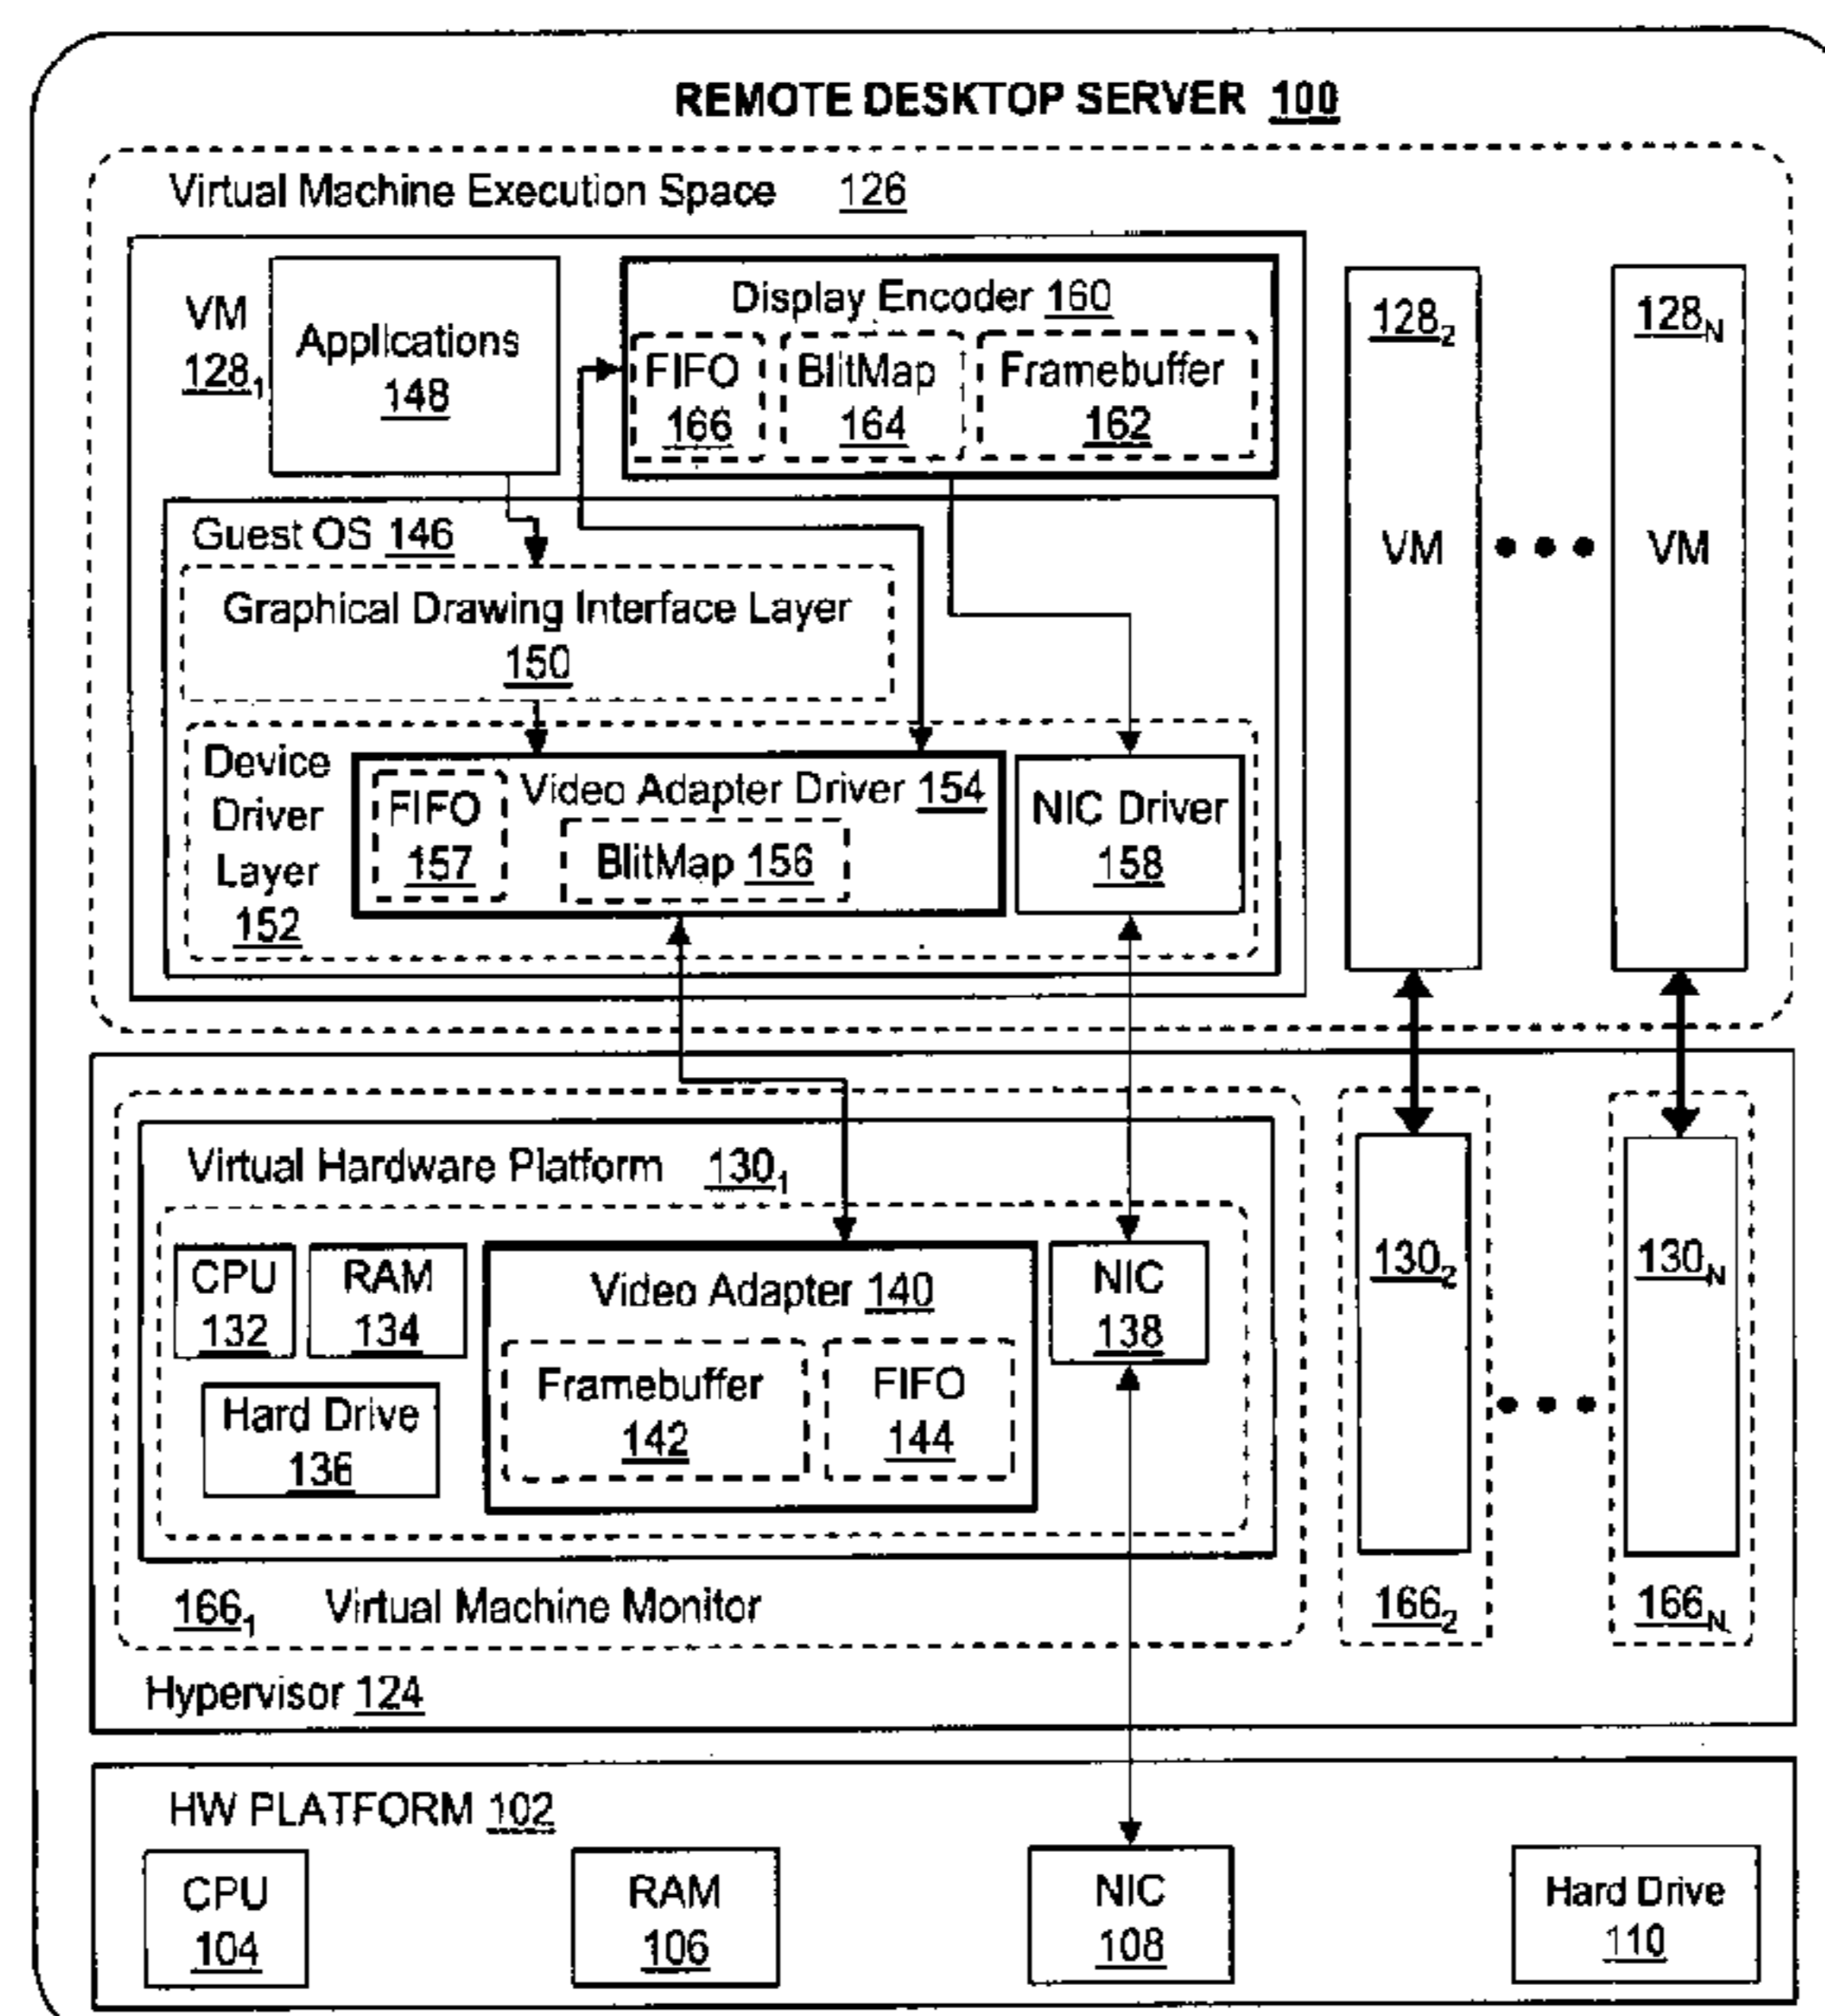 REMOTE DESKTOP SERVER 100
Virtual Machine Execution Space 126
VM
128₁
Applications
148
Display Encoder 160
FIFO
166
BlitMap
164
Framebuffer
162
128₂
VM
128N
VM
Guest OS 146
Graphical Drawing Interface Layer
150
Device
Driver
Layer
152
Video Adapter Driver 154
FIFO
157
BlitMap 156
NIC Driver
158
Virtual Hardware Platform 130₁
CPU
132
RAM
134
Hard Drive
136
Video Adapter 140
Framebuffer
142
FIFO
144
NIC
138
130₂
130N
166₁ Virtual Machine Monitor
166₂
166N
Hypervisor 124
HW PLATFORM 102
CPU
104
RAM
106
NIC
108
Hard Drive
110